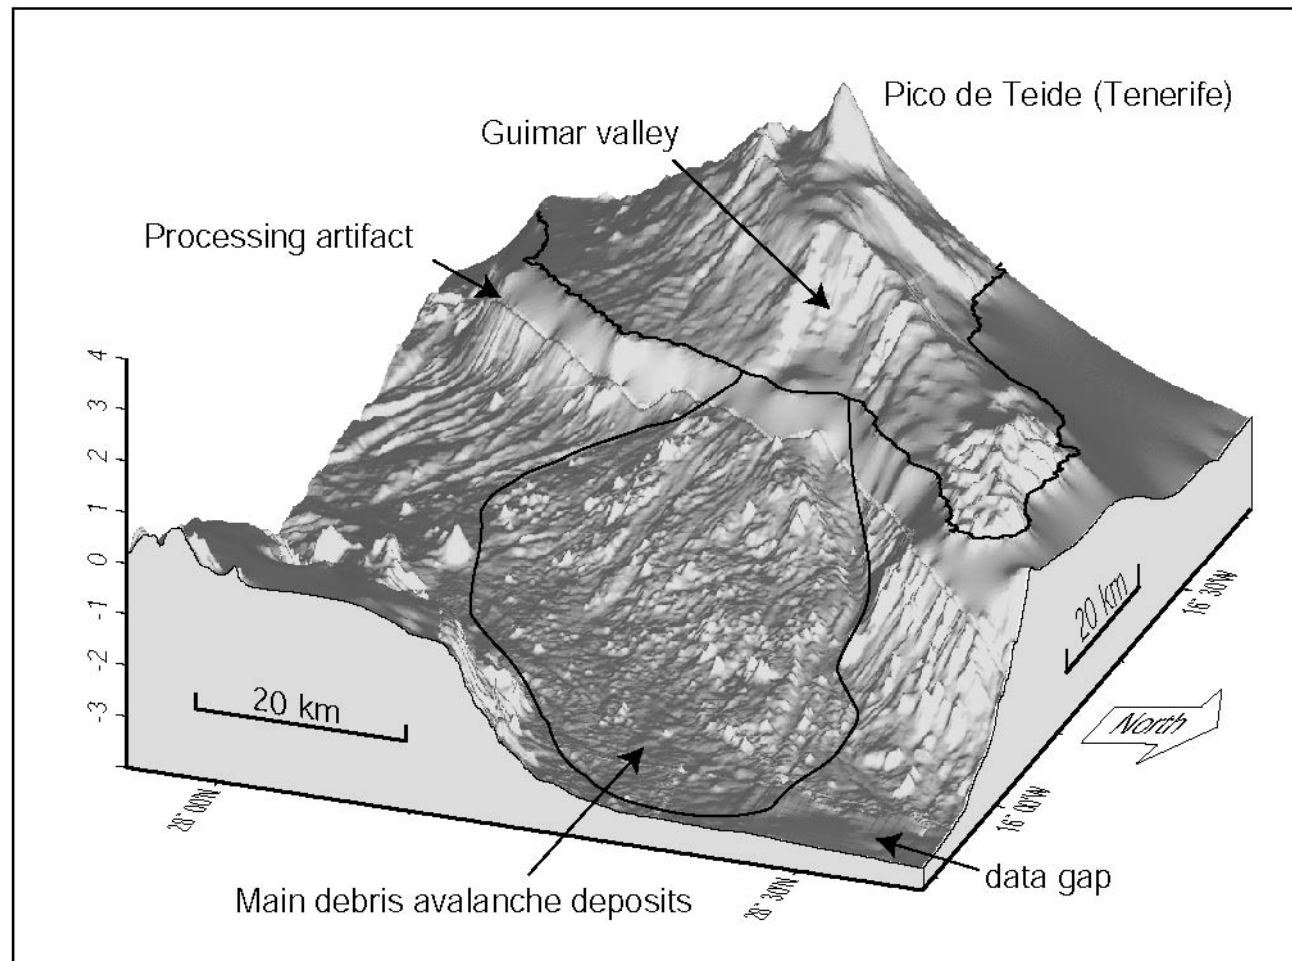 Pico de Teide (Tenerife)
Guimar valley
Processing artifact
4
3
2
1
0
-1
-2
-3
20 km
20 km
16° 30'W
North
16° 00'W
28° 00'N
28° 30'N
data gap
Main debris avalanche deposits